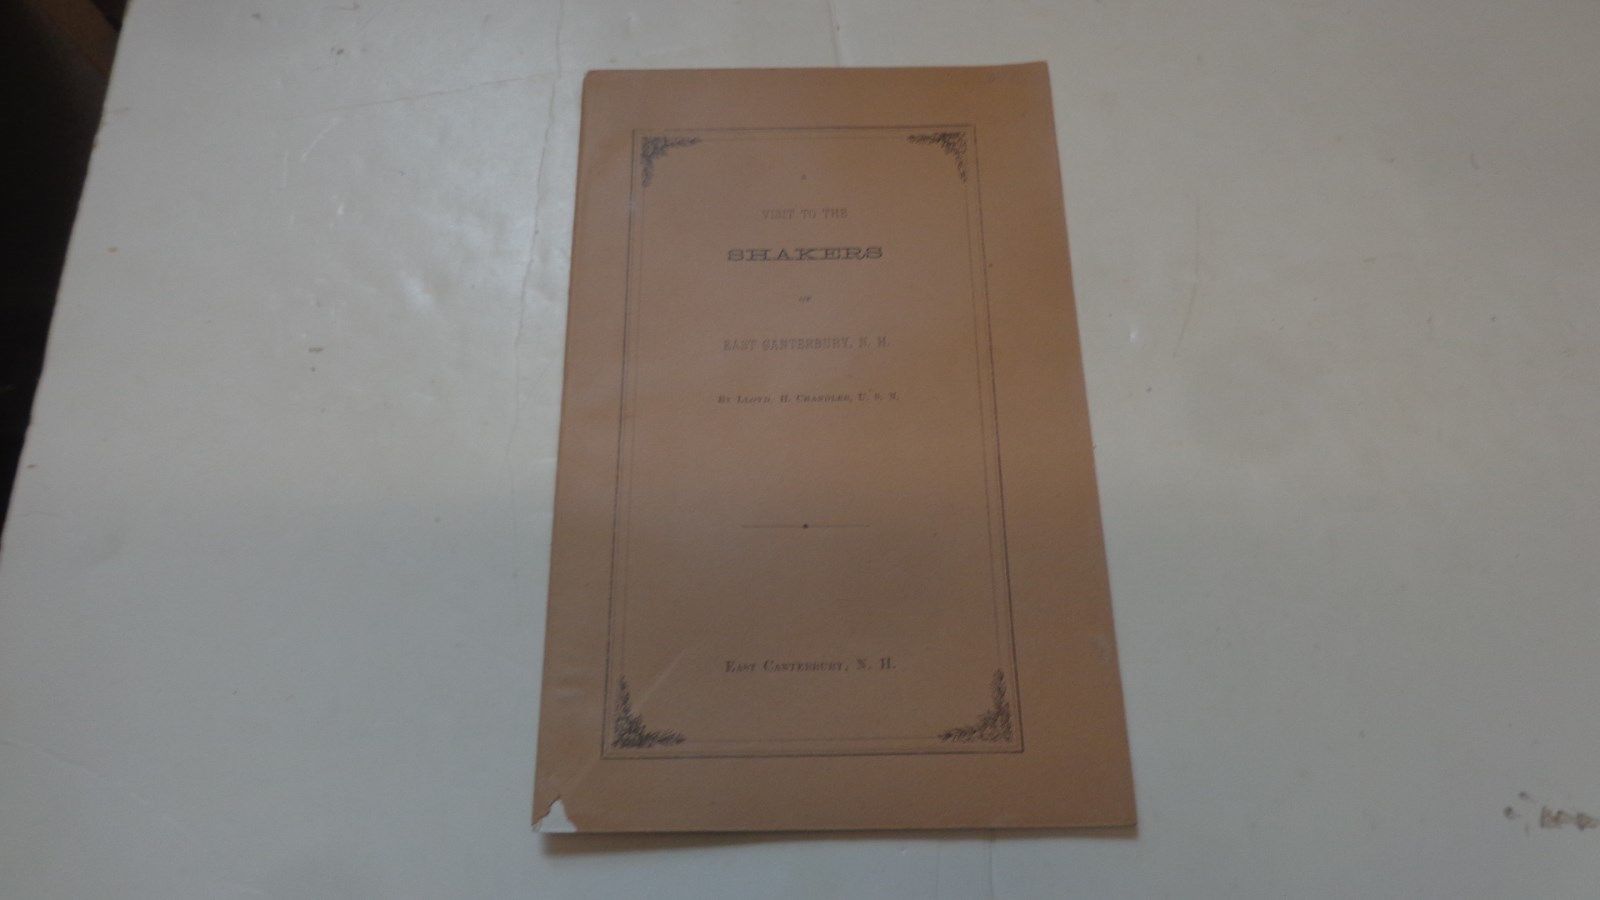 A
VISIT TO THE
SHAKERS
OF
EAST CANTERBURY, N. H.
By Lloyd. H. Chandler, U. S. N.
East Canterbury, N. H.